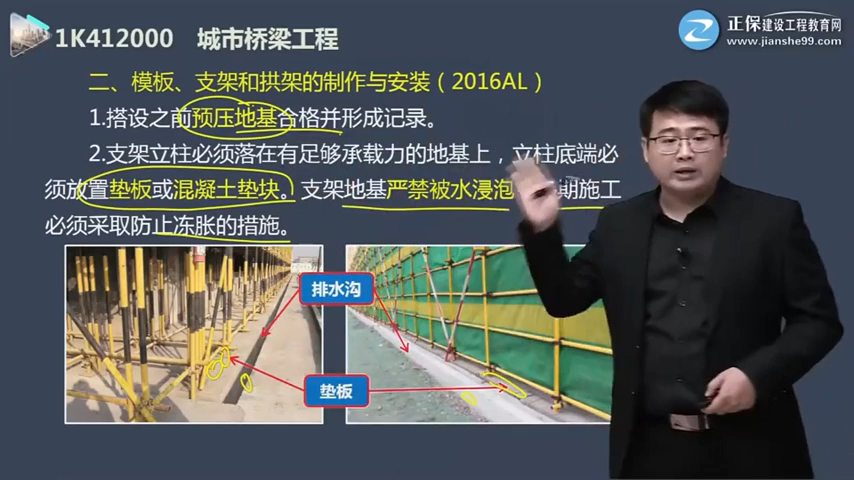 1K412000 城市桥梁工程
正保建设工程教育网
www.jianshe99.com
二、模板、支架和拱架的制作与安装（2016AL）
1.搭设之前预压地基合格并形成记录。
2.支架立柱必须落在有足够承载力的地基上，立柱底端必
须放置垫板或混凝土垫块。支架地基严禁被水浸泡，期施工
必须采取防止冻胀的措施。
排水沟
垫板